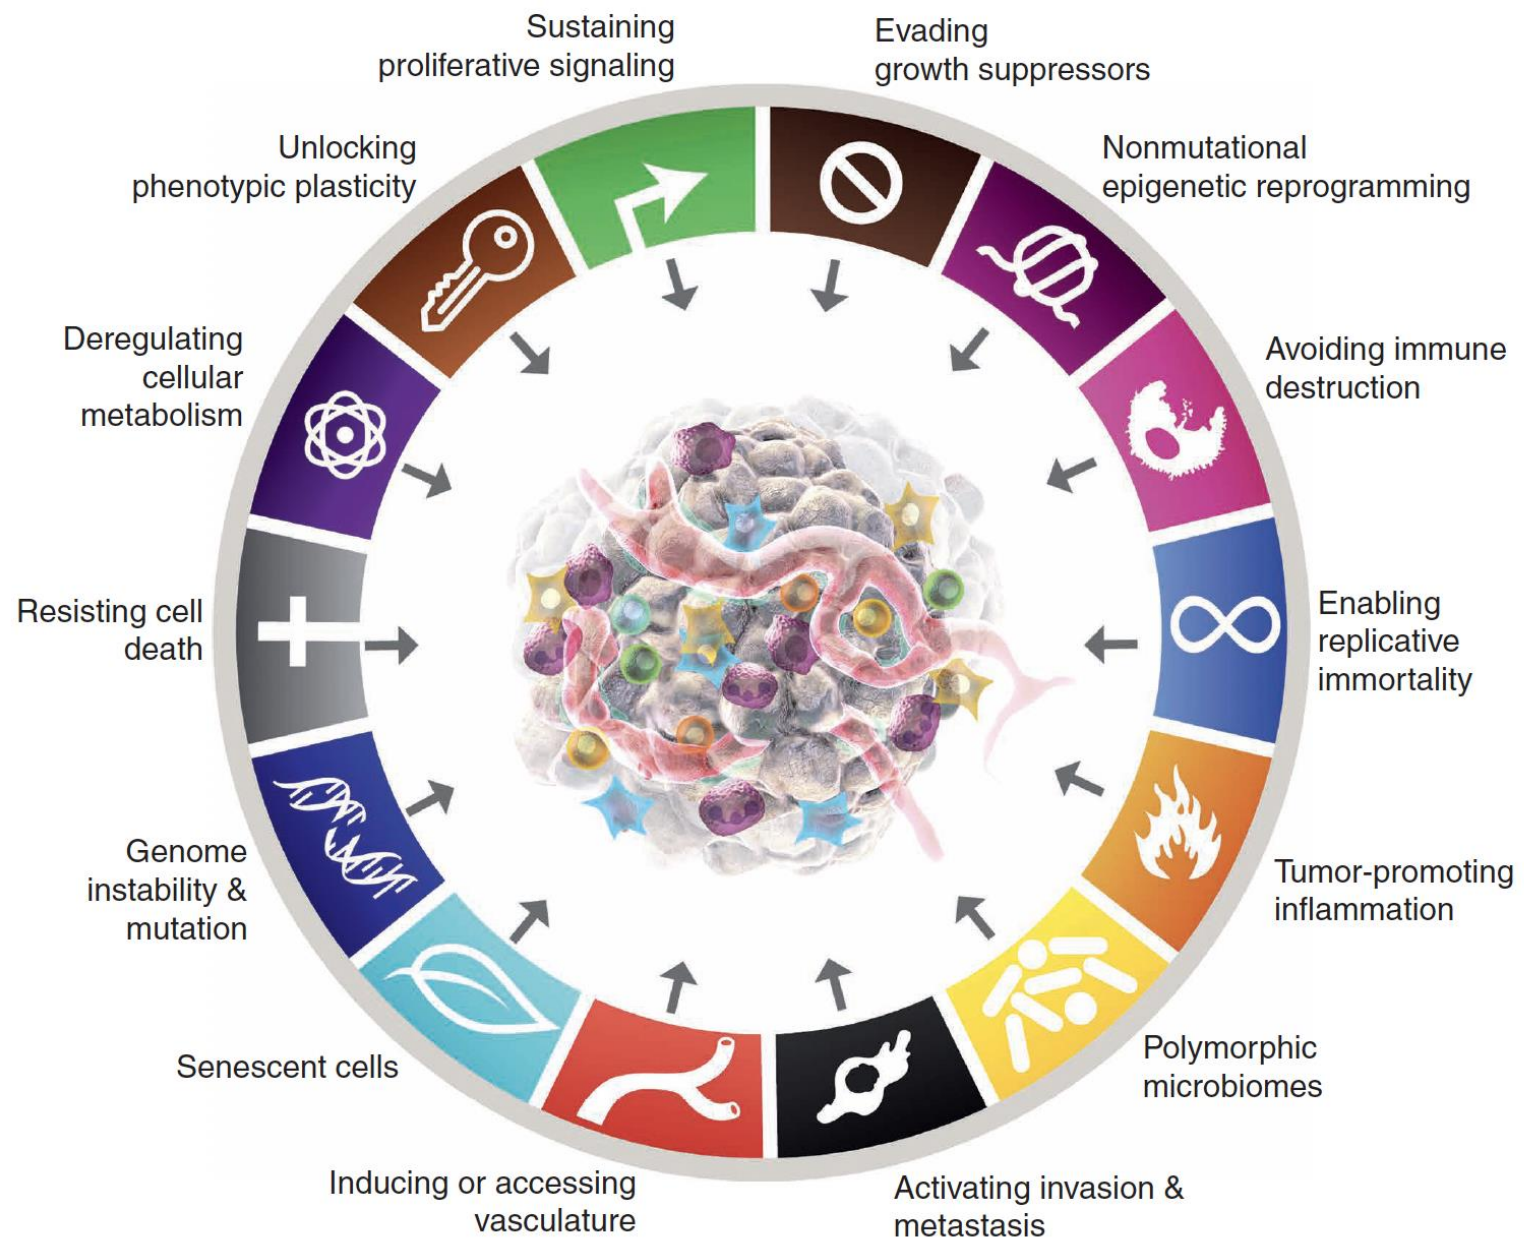 Sustaining
proliferative signaling
Evading
growth suppressors
Nonmutational
epigenetic reprogramming
Avoiding immune
destruction
Enabling
replicative
immortality
Tumor-promoting
inflammation
Polymorphic
microbiomes
Activating invasion &
metastasis
Inducing or accessing
vasculature
Senescent cells
Genome
instability &
mutation
Resisting cell
death
Deregulating
cellular
metabolism
Unlocking
phenotypic plasticity